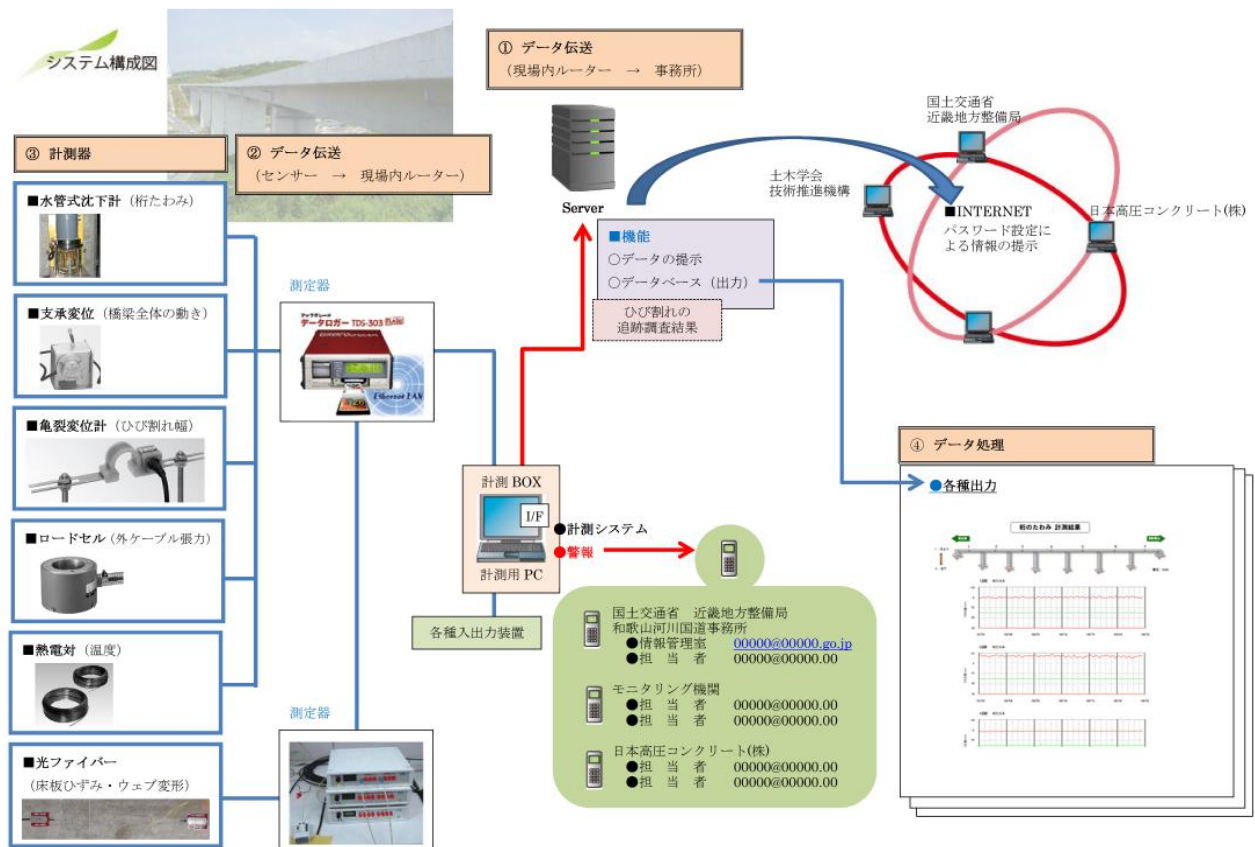 システム構成図
① データ伝送
(現場内ルーター → 事務所)
③ 計測器
② データ伝送
(センサー → 現場内ルーター)
■水管式沈下計（桁たわみ）
■支承変位（橋梁全体の動き）
■亀裂変位計（ひび割れ幅）
■ロードセル（外ケーブル張力）
■熱電対（温度）
■光ファイバー
（床板ひずみ・ウェブ変形）
測定器
データロガー TDS-303
Ethernet LAN
測定器
Server
■機能
○データの提示
○データベース（出力）
ひび割れの
追跡調査結果
国土交通省
近畿地方整備局
土木学会
技術推進機構
■INTERNET
パスワード設定に
よる情報の提示
日本高圧コンクリート(株)
計測 BOX
I/F
計測用 PC
●計測システム
●警報
各種入出力装置
国土交通省　近畿地方整備局
和歌山河川国道事務所
●情報管理室　00000@00000.go.jp
●担　当　者　00000@00000.00
モニタリング機関
●担　当　者　00000@00000.00
●担　当　者　00000@00000.00
日本高圧コンクリート(株)
●担　当　者　00000@00000.00
●担　当　者　00000@00000.00
④ データ処理
●各種出力
桁のたわみ 計測結果